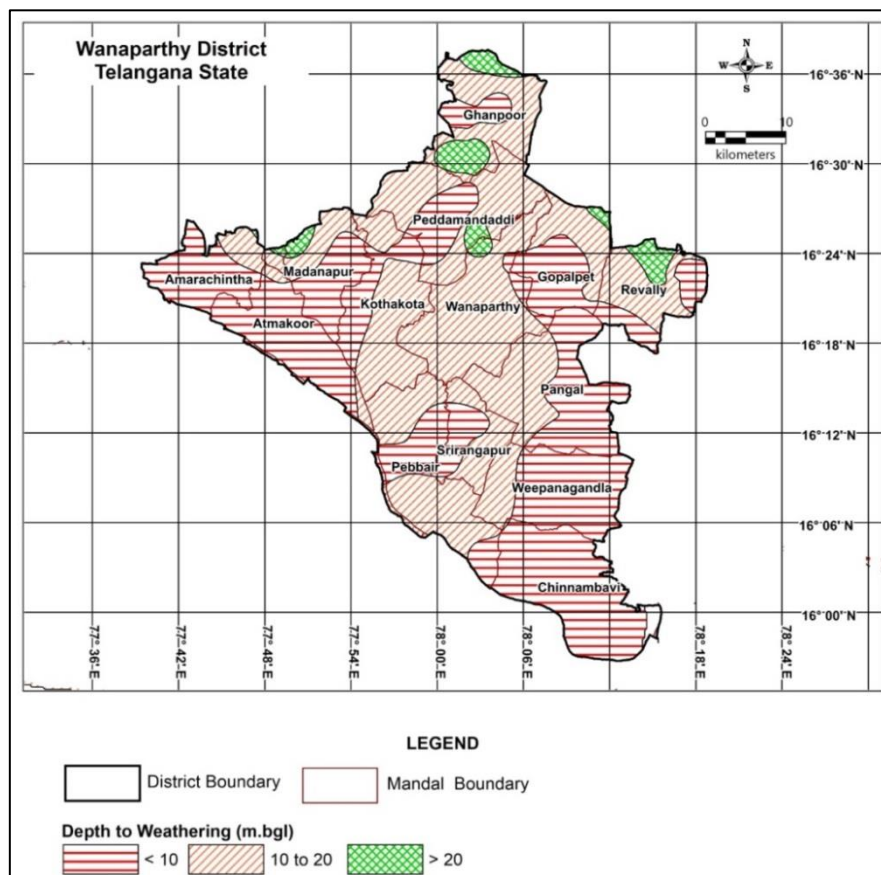 Wanaparthy District
Telangana State
N
W E
S
0 10
kilometers
16° 36' N
16° 30' N
16° 24' N
16° 18' N
16° 12' N
16° 06' N
16° 00' N
Ghanpoor
Peddamandaddi
Amarachintha
Madanapur
Gopalpet
Revally
Kothakota
Wanaparthy
Atmakoor
Pangal
Srirangapur
Pebbair
Weepanagandla
Chinnambavi
77° 36' E
77° 42' E
77° 48' E
77° 54' E
78° 00' E
78° 06' E
78° 18' E
78° 24' E
LEGEND
District Boundary
Mandal Boundary
Depth to Weathering (m.bgl)
< 10
10 to 20
> 20